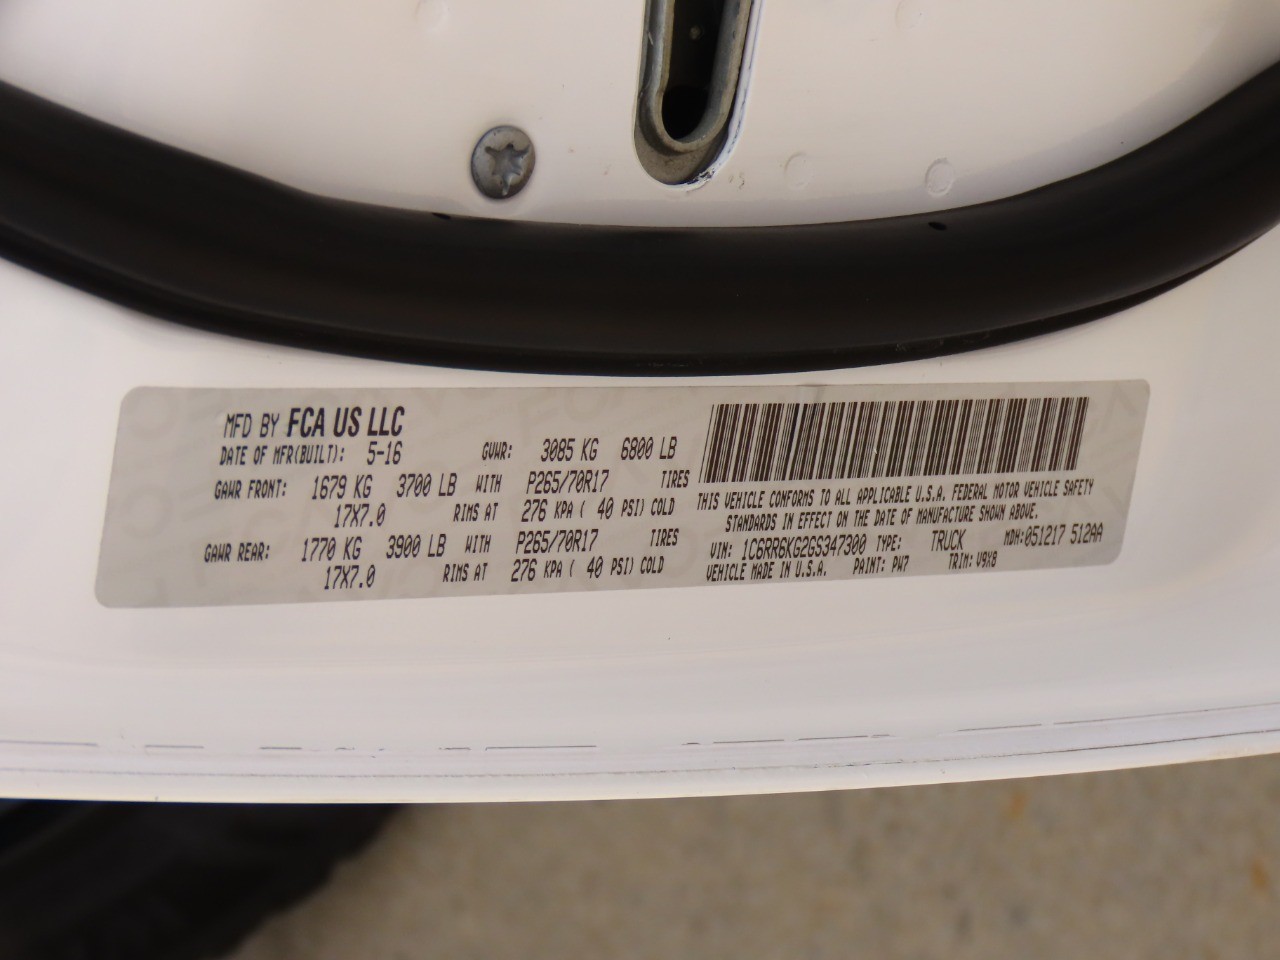 MFD BY FCA US LLC
DATE OF MFR(BUILT): 5-16 GVWR: 3085 KG 6800 LB
GAWR FRONT: 1679 KG 3700 LB WITH P265/70R17 TIRES
17X7.0 RIMS AT 276 KPA ( 40 PSI) COLD
GAWR REAR: 1770 KG 3900 LB WITH P265/70R17 TIRES
17X7.0 RIMS AT 276 KPA ( 40 PSI) COLD
THIS VEHICLE CONFORMS TO ALL APPLICABLE U.S.A. FEDERAL MOTOR VEHICLE SAFETY
STANDARDS IN EFFECT ON THE DATE OF MANUFACTURE SHOWN ABOVE.
VIN: 1C6RR6KG2GS347300 TYPE: TRUCK MDH: 051217 512AA
VEHICLE MADE IN U.S.A. PAINT: PW7 TRIM: V9X8